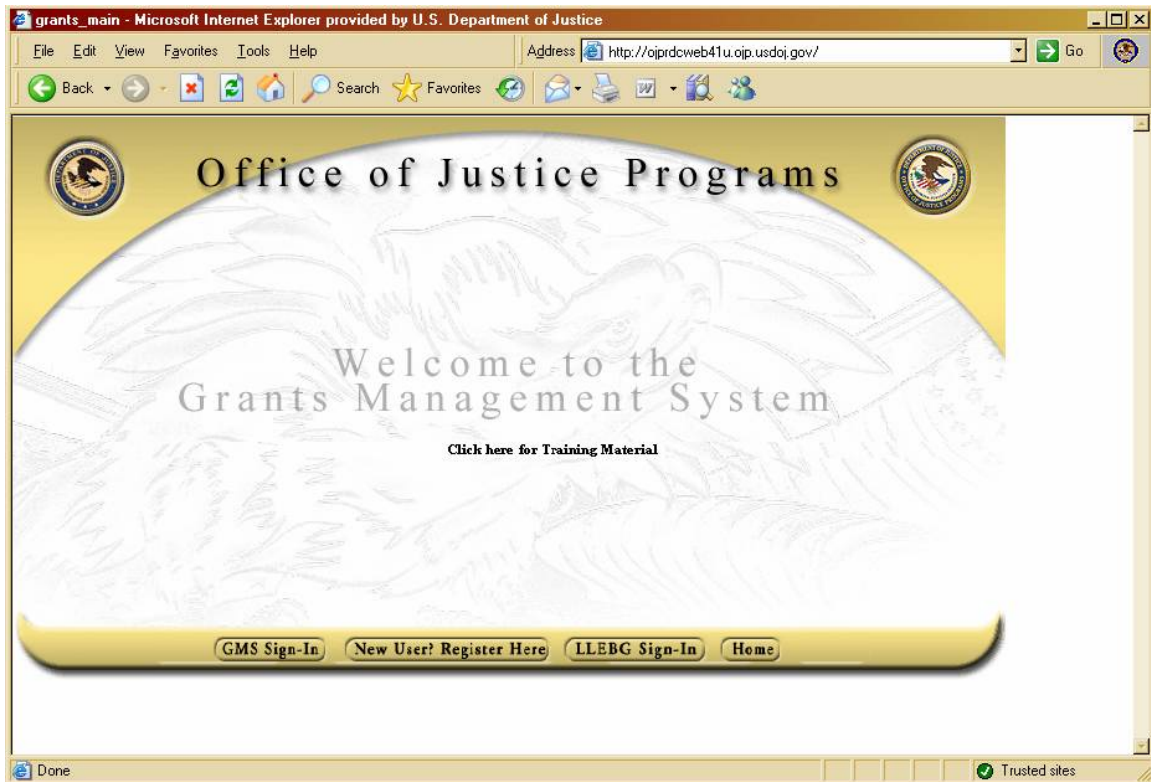 grants_main - Microsoft Internet Explorer provided by U.S. Department of Justice
File Edit View Favorites Tools Help Address http://ojprdcweb41u.ojp.usdoj.gov/ Go
Back Search Favorites
Office of Justice Programs
Welcome to the
Grants Management System
Click here for Training Material
GMS Sign-In New User? Register Here LLEBG Sign-In Home
Done Trusted sites